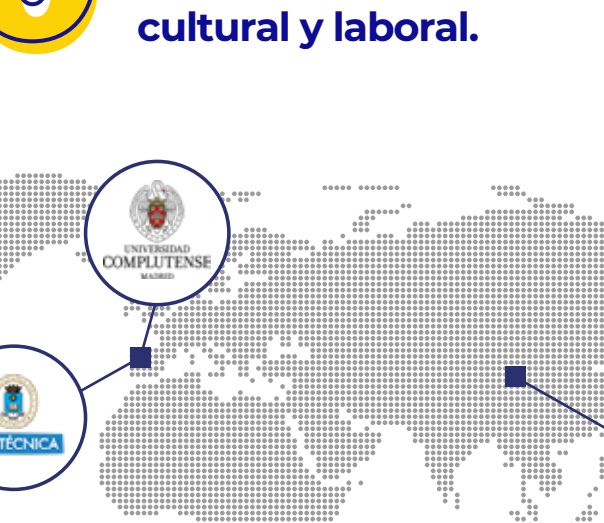 cultural y laboral.
UNIVERSIDAD
COMPLUTENSE
MADRID
TÉCNICA